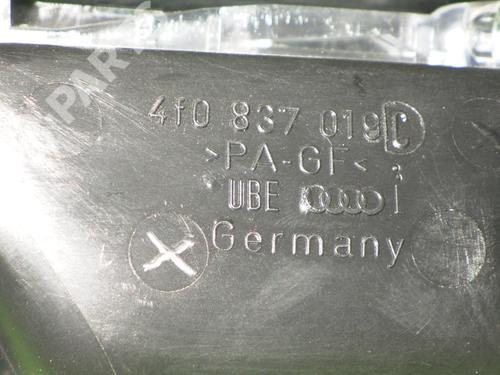 4f0 837 019 C
>PA-GF<
UBE
Germany